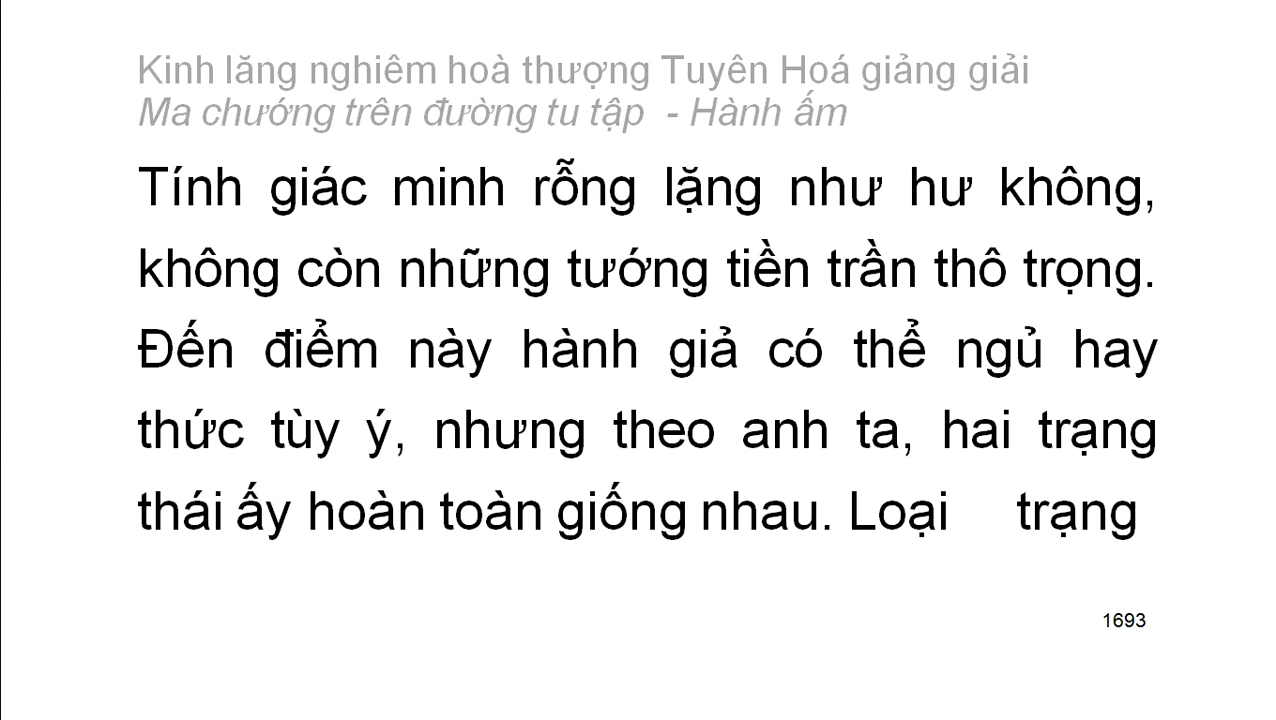 Kinh lăng nghiêm hoà thượng Tuyên Hoá giảng giải
Ma chướng trên đường tu tập - Hành ấm
Tính giác minh rỗng lặng như hư không,
không còn những tướng tiền trần thô trọng.
Đến điểm này hành giả có thể ngủ hay
thức tùy ý, nhưng theo anh ta, hai trạng
thái ấy hoàn toàn giống nhau. Loại trạng
1693